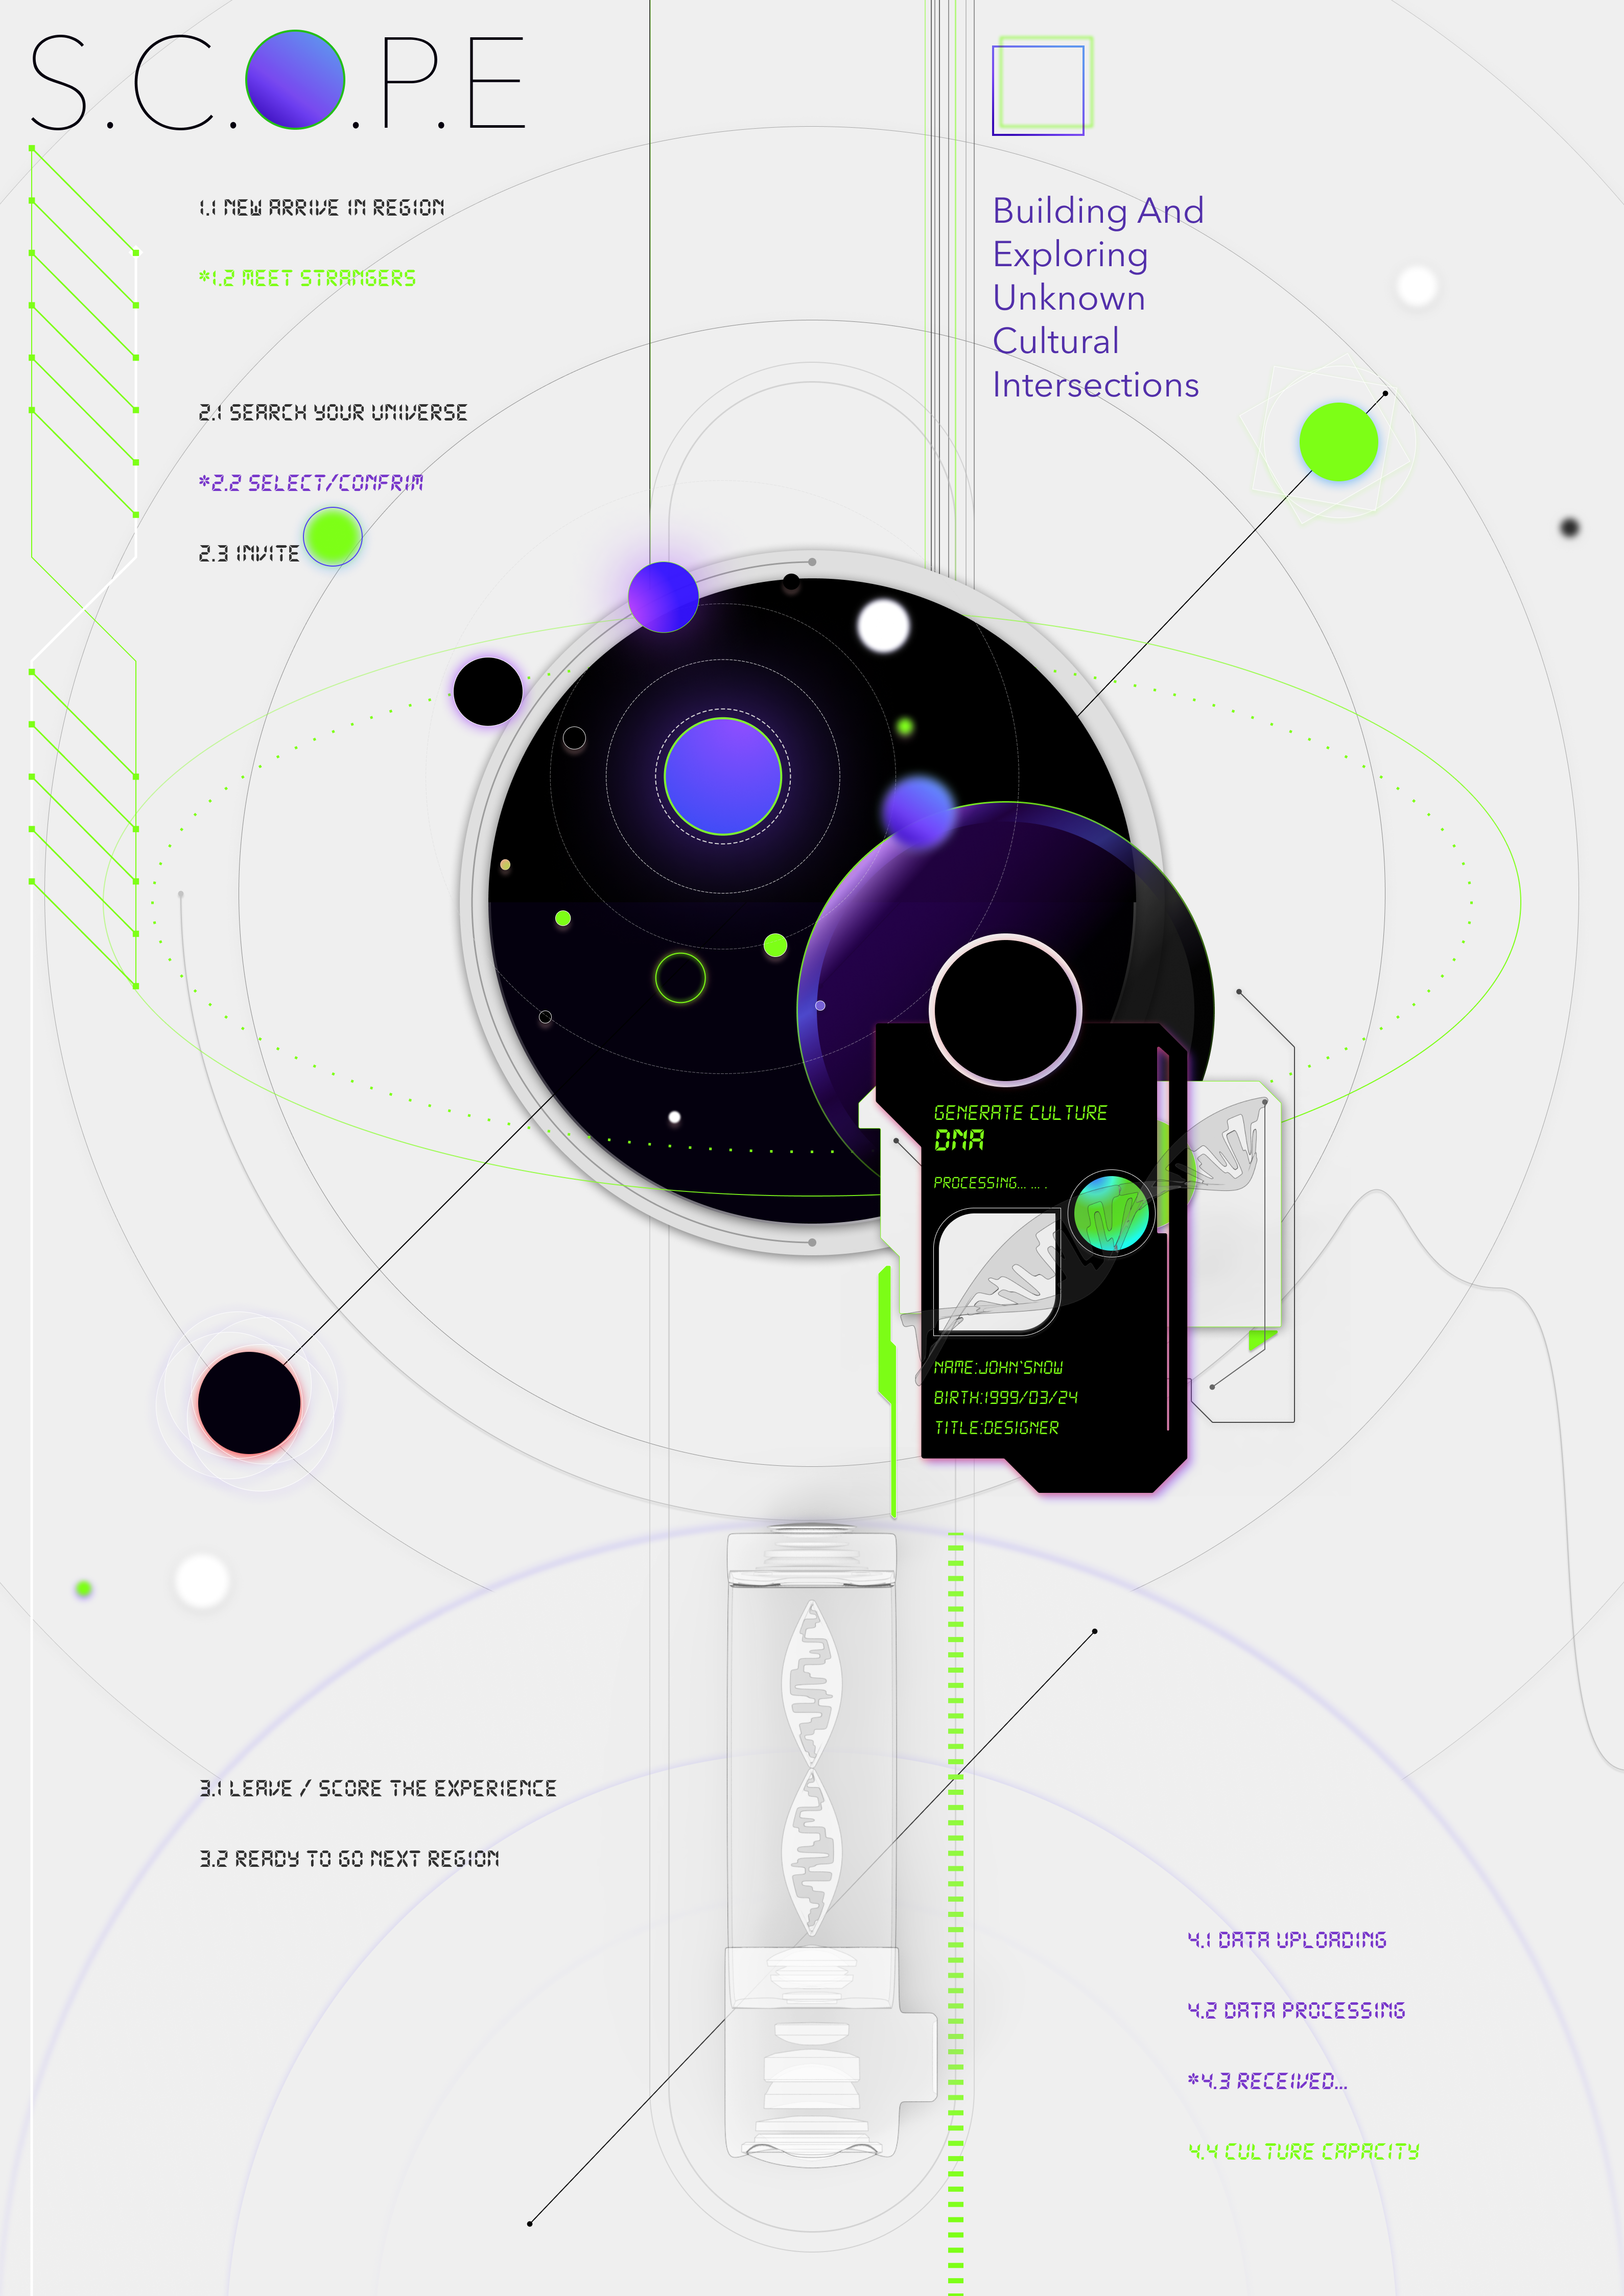 S.C.O.P.E
Building And
Exploring
Unknown
Cultural
Intersections
1.1 NEW ARRIVE IN REGION
*1.2 MEET STRANGERS
2.1 SEARCH YOUR UNIVERSE
*2.2 SELECT/CONFRIM
2.3 INVITE
GENERATE CULTURE
DNA
PROCESSING... ... .
NAME:JOHN'SNOW
BIRTH:1999/03/24
TITLE:DESIGNER
3.1 LEAVE / SCORE THE EXPERIENCE
3.2 READY TO GO NEXT REGION
4.1 DATA UPLOADING
4.2 DATA PROCESSING
*4.3 RECEIVED...
4.4 CULTURE CAPACITY